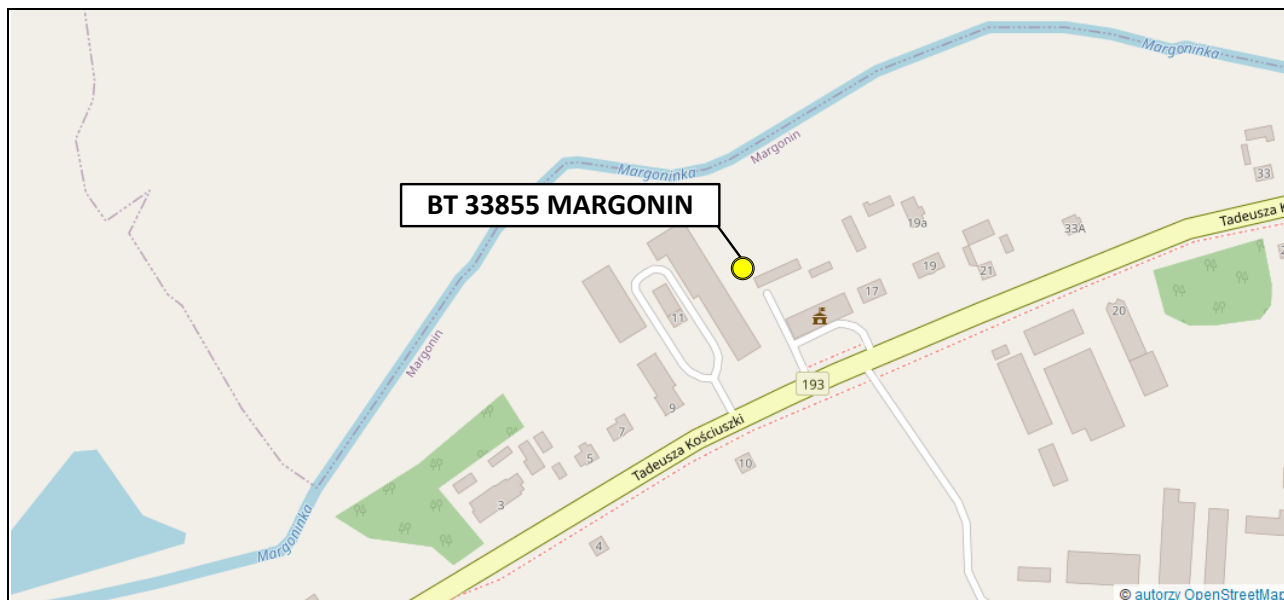 Margoninka
Margonin
Margoninka
33
BT 33855 MARGONIN
19a
33A
Tadeusza K
19
21
17
11
20
Margonin
193
9
7
Tadeusza Kościuszki
5
10
3
Margoninka
4
© autorzy OpenStreetMap